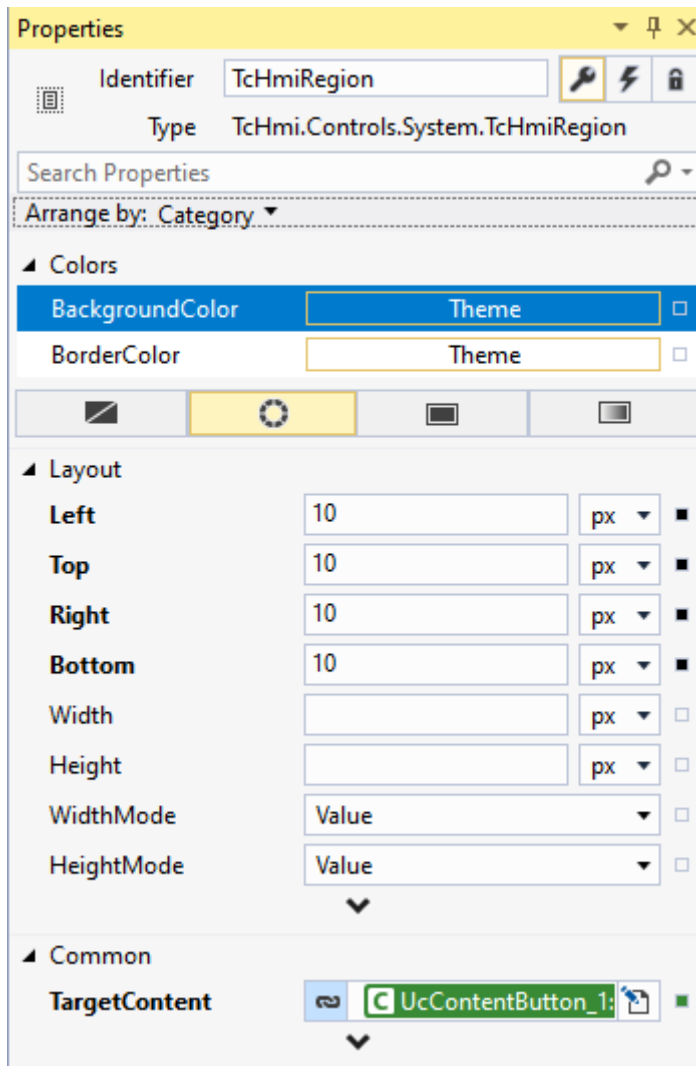 Properties
Identifier TcHmiRegion
Type TcHmi.Controls.System.TcHmiRegion
Search Properties
Arrange by: Category
Colors
BackgroundColor Theme
BorderColor Theme
Layout
Left 10 px
Top 10 px
Right 10 px
Bottom 10 px
Width px
Height px
WidthMode Value
HeightMode Value
Common
TargetContent C UcContentButton_1: